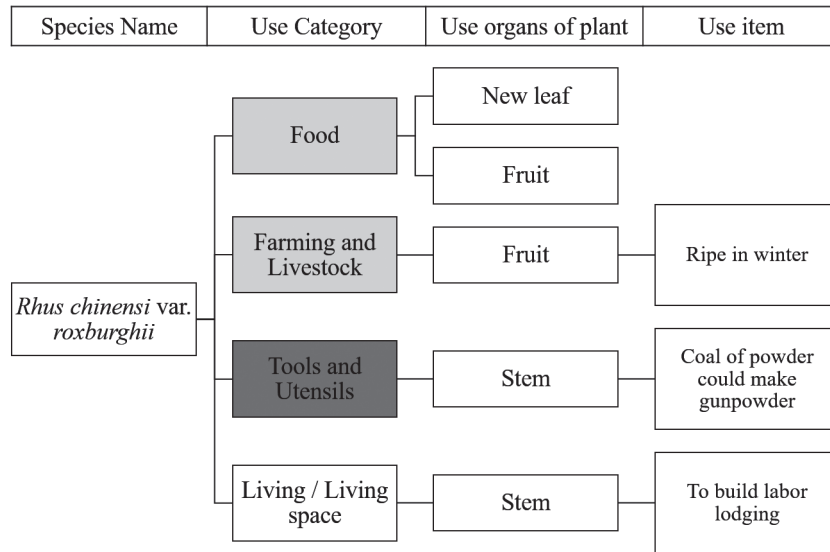 Species Name
Use Category
Use organs of plant
Use item
Food
New leaf
Fruit
Farming and
Livestock
Fruit
Ripe in winter
Rhus chinensi var.
roxburghii
Tools and
Utensils
Stem
Coal of powder
could make
gunpowder
Living / Living
space
Stem
To build labor
lodging